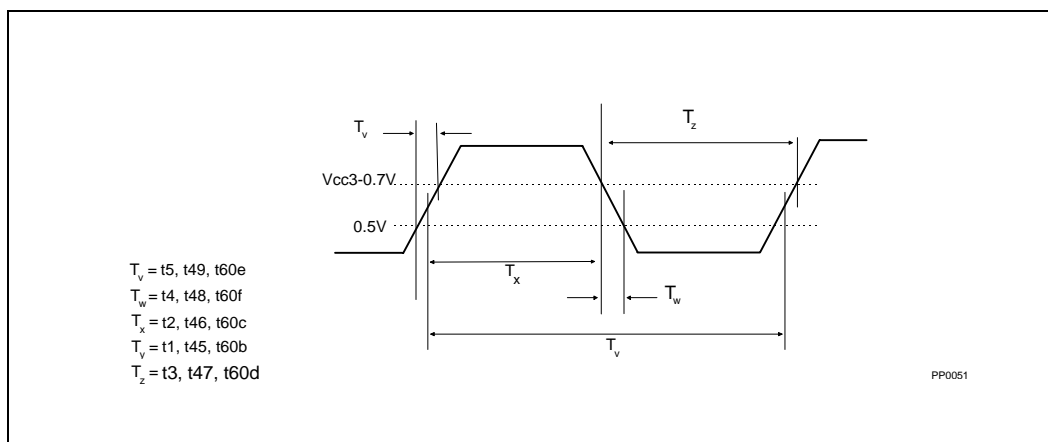 T_v
T_z
Vcc3-0.7V
0.5V
T_x
T_w
T_v
T_v = t5, t49, t60e
T_w = t4, t48, t60f
T_x = t2, t46, t60c
T_v = t1, t45, t60b
T_z = t3, t47, t60d
PP0051